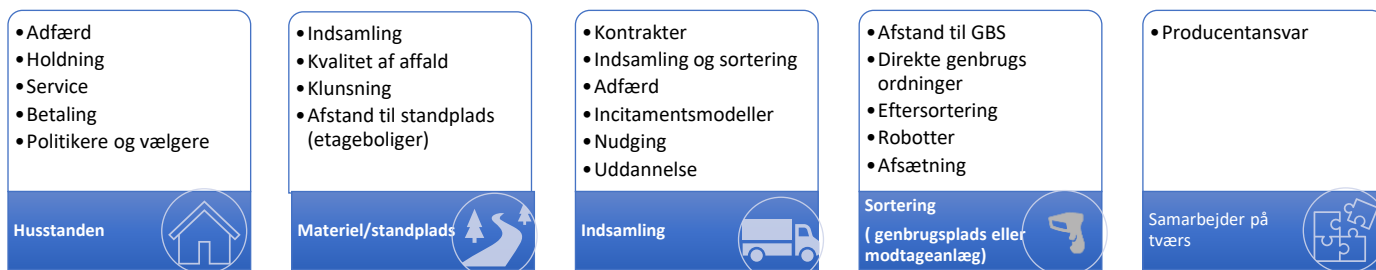 •Adfærd
•Holdning
•Service
•Betaling
•Politikere og vælgere
Husstanden
•Indsamling
•Kvalitet af affald
•Klunsning
•Afstand til standplads
(etageboliger)
Materiel/standplads
•Kontrakter
•Indsamling og sortering
•Adfærd
•Incitamentsmodeller
•Nudging
•Uddannelse
Indsamling
•Afstand til GBS
•Direkte genbrugs
ordninger
•Eftersortering
•Robotter
•Afsætning
Sortering
( genbrugsplads eller
modtageanlæg)
•Producentansvar
Samarbejder på
tværs